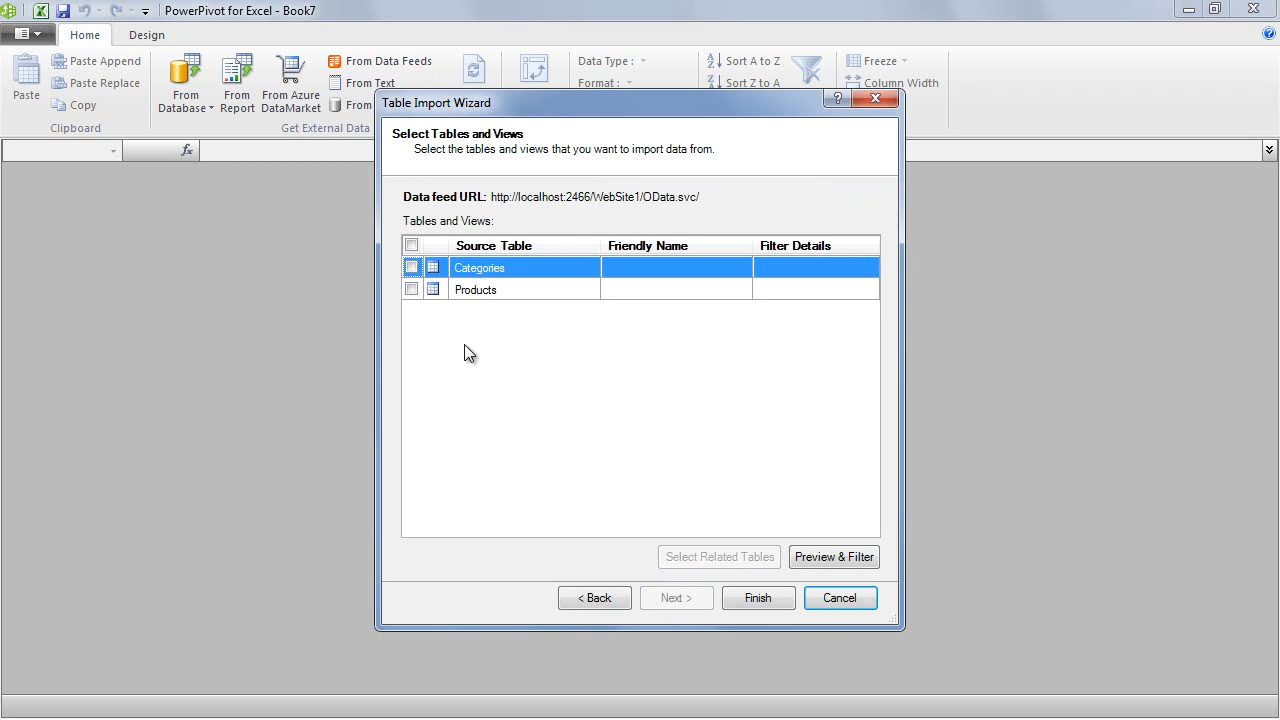 PowerPivot for Excel - Book7
Home Design
Paste
Paste Append
Paste Replace
Copy
Clipboard
From Database
From Report
From Azure DataMarket
From Data Feeds
From Text
From
Get External Data
Data Type :
Format :
Sort A to Z
Sort Z to A
Freeze
Column Width
fx
Table Import Wizard
?
Select Tables and Views
Select the tables and views that you want to import data from.
Data feed URL: http://localhost:2466/WebSite1/OData.svc/
Tables and Views:
Source Table Friendly Name Filter Details
Categories
Products
Select Related Tables Preview & Filter
< Back Next > Finish Cancel